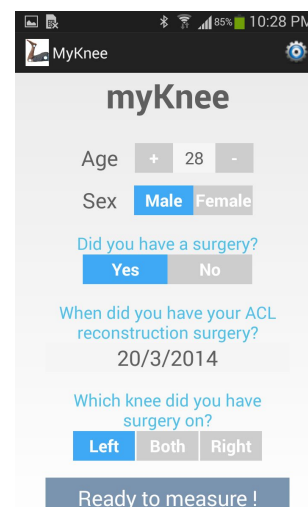 85% 10:28 PM
MyKnee
myKnee
Age + 28 -
Sex Male Female
Did you have a surgery?
Yes No
When did you have your ACL
reconstruction surgery?
20/3/2014
Which knee did you have
surgery on?
Left Both Right
Ready to measure !